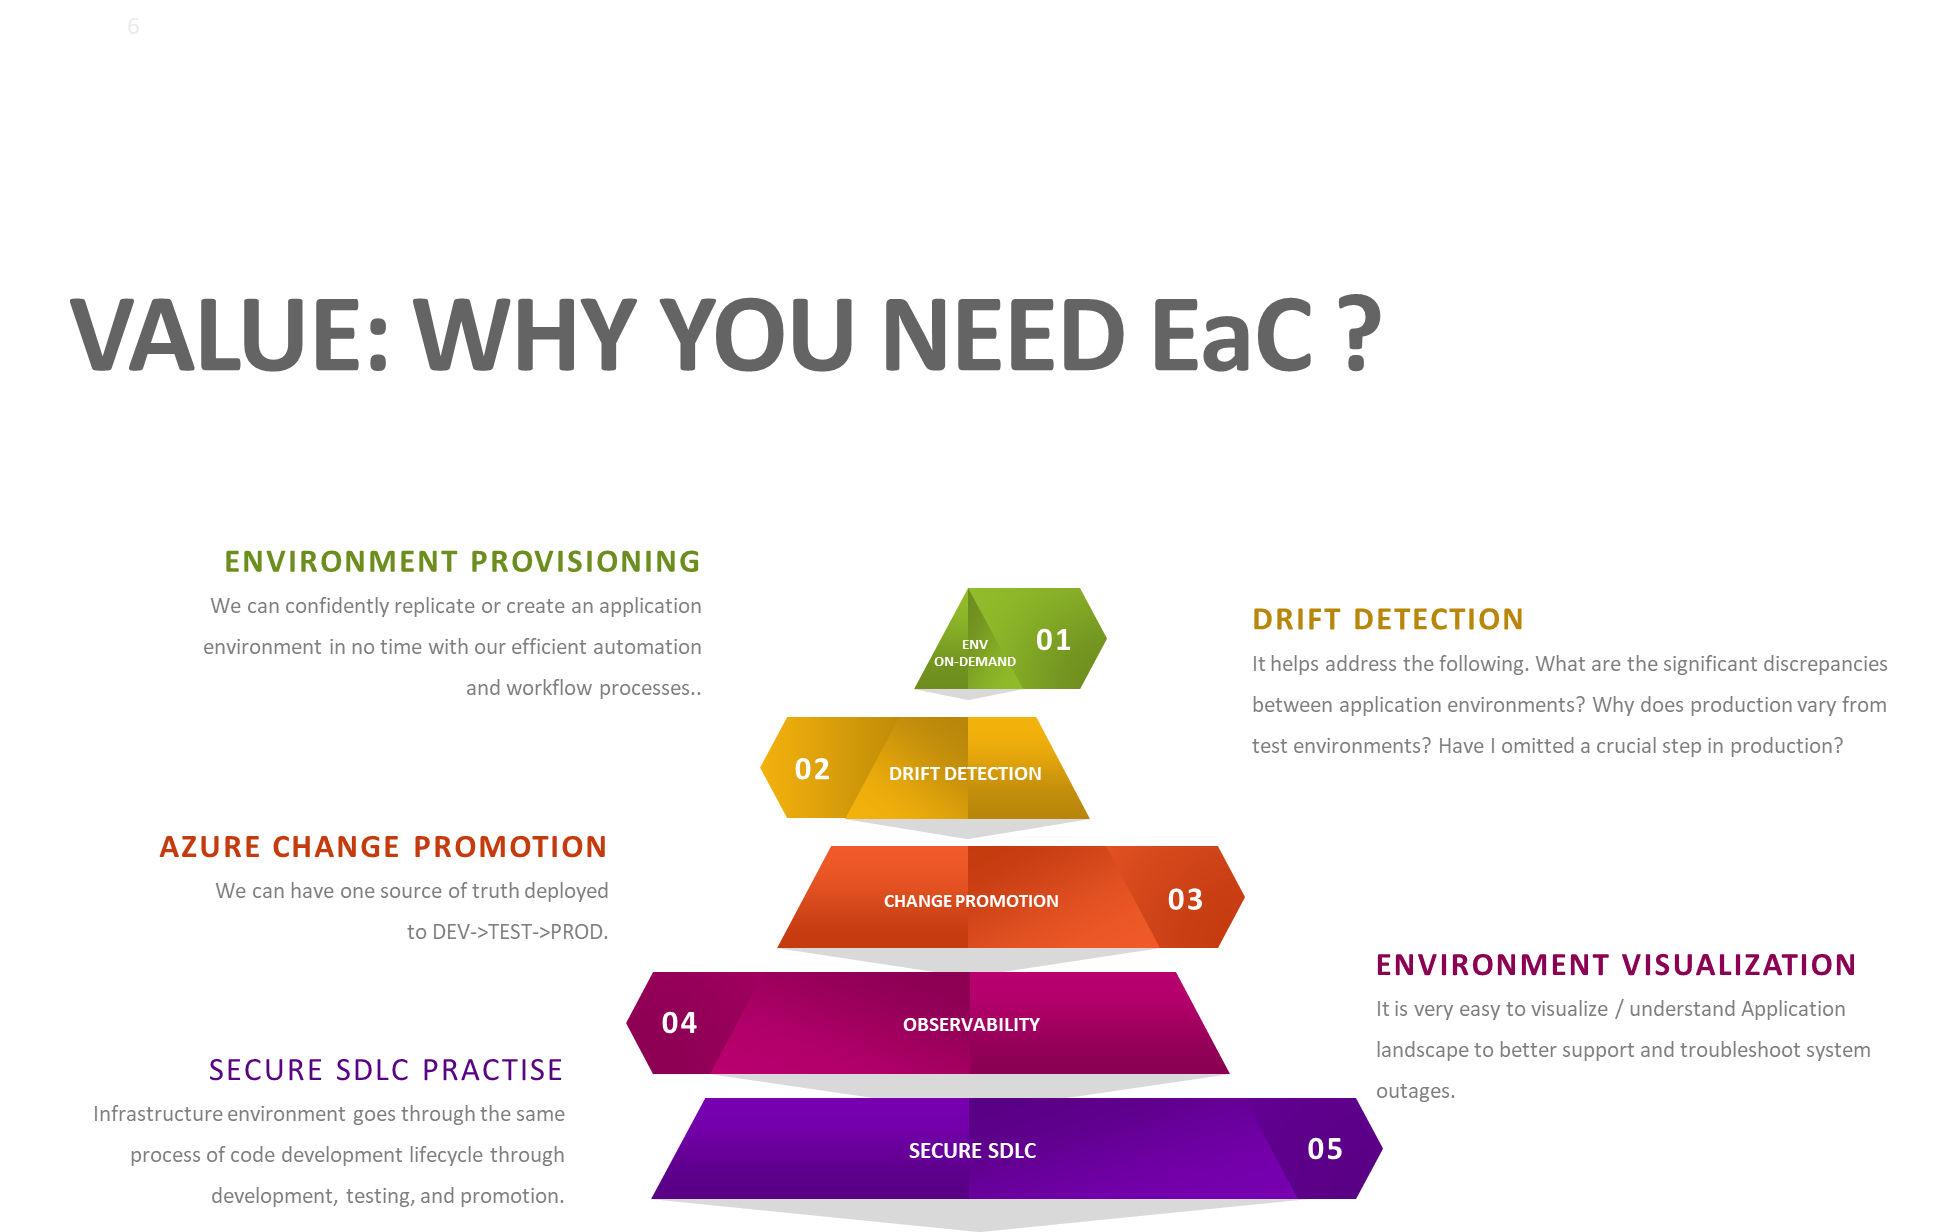 6
VALUE: WHY YOU NEED EaC ?
ENVIRONMENT PROVISIONING
We can confidently replicate or create an application
environment in no time with our efficient automation
and workflow processes..
ENV
ON-DEMAND
01
DRIFT DETECTION
It helps address the following. What are the significant discrepancies
between application environments? Why does production vary from
test environments? Have I omitted a crucial step in production?
02
DRIFT DETECTION
AZURE CHANGE PROMOTION
We can have one source of truth deployed
to DEV->TEST->PROD.
CHANGE PROMOTION
03
ENVIRONMENT VISUALIZATION
It is very easy to visualize / understand Application
landscape to better support and troubleshoot system
outages.
04
OBSERVABILITY
SECURE SDLC PRACTISE
Infrastructure environment goes through the same
process of code development lifecycle through
development, testing, and promotion.
SECURE SDLC
05